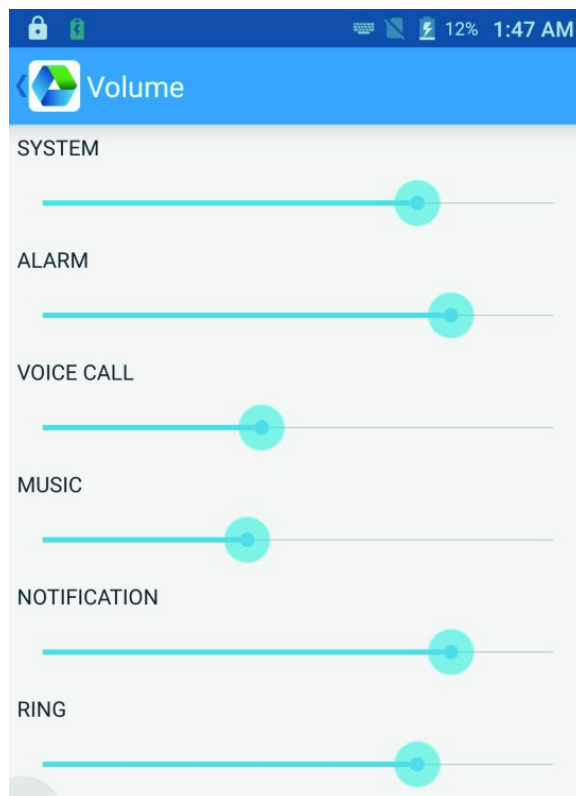 12% 1:47 AM
Volume
SYSTEM
ALARM
VOICE CALL
MUSIC
NOTIFICATION
RING